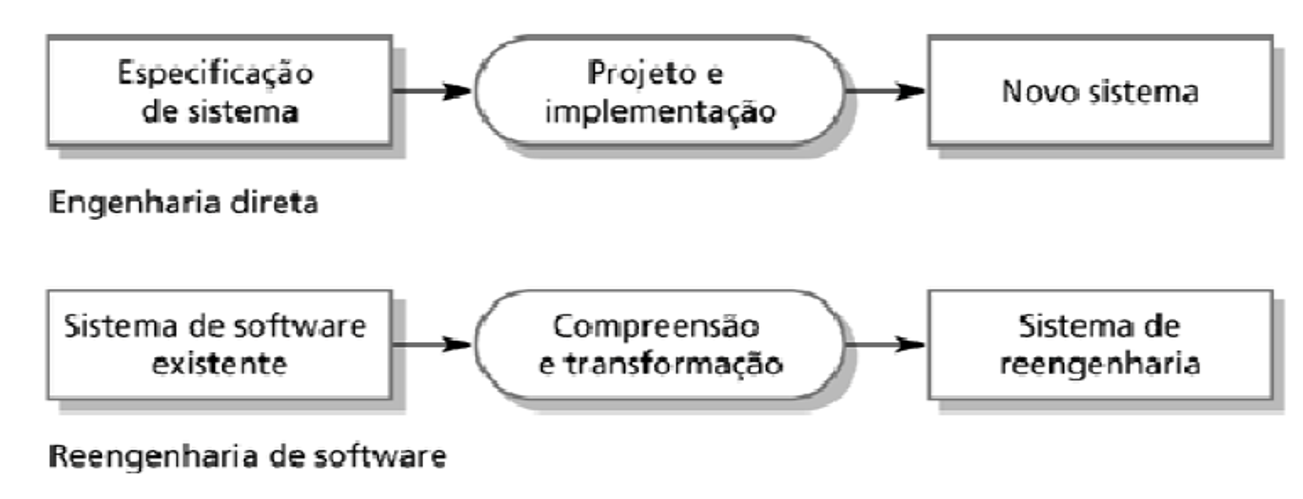 Especificação
de sistema
Projeto e
implementação
Novo sistema
Engenharia direta
Sistema de software
existente
Compreensão
e transformação
Sistema de
reengenharia
Reengenharia de software